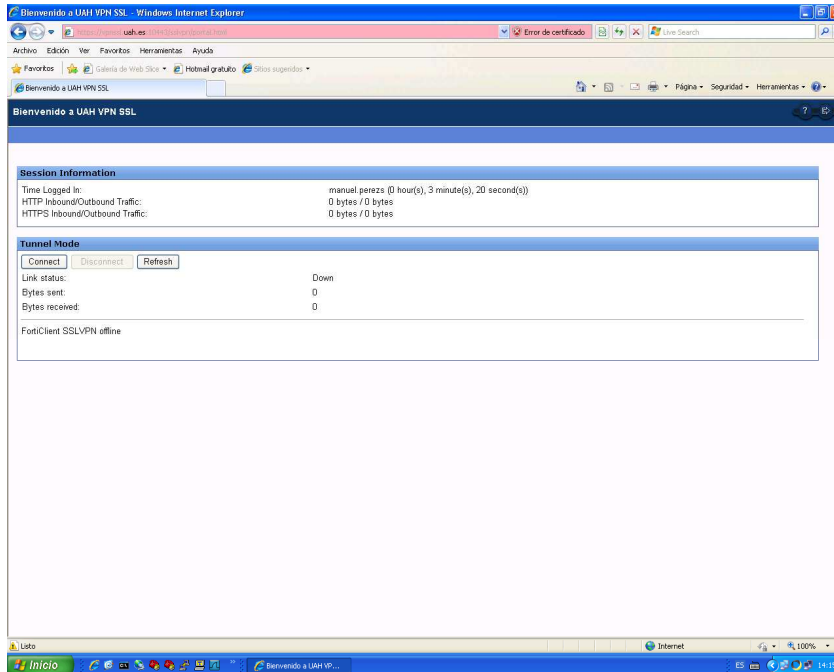 Bienvenido a UAH VPN SSL - Windows Internet Explorer
uah.es
Error de certificado
Live Search
Archivo Edición Ver Favoritos Herramientas Ayuda
Favoritos Galería de Web Slice Hotmail gratuito Sitios sugeridos
Bienvenido a UAH VPN SSL
Página Seguridad Herramientas
Bienvenido a UAH VPN SSL
Session Information
Time Logged In: manuel.perezs (0 hour(s), 3 minute(s), 20 second(s))
HTTP Inbound/Outbound Traffic: 0 bytes / 0 bytes
HTTPS Inbound/Outbound Traffic: 0 bytes / 0 bytes
Tunnel Mode
Connect Disconnect Refresh
Link status: Down
Bytes sent: 0
Bytes received: 0
FortiClient SSLVPN offline
Listo Internet 100%
Inicio Bienvenido a UAH VP... ES